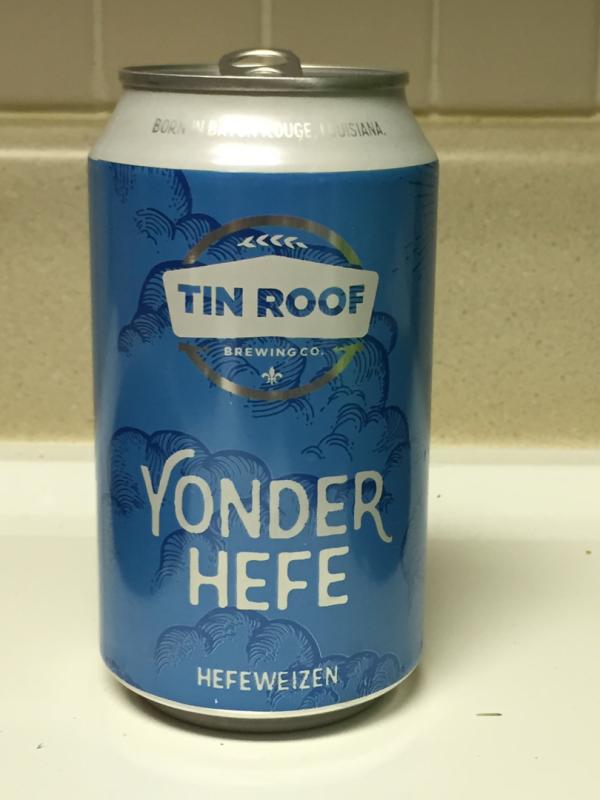 BORN IN BATON ROUGE, LOUISIANA.
TIN ROOF
BREWING CO.
YONDER
HEFE
HEFEWEIZEN